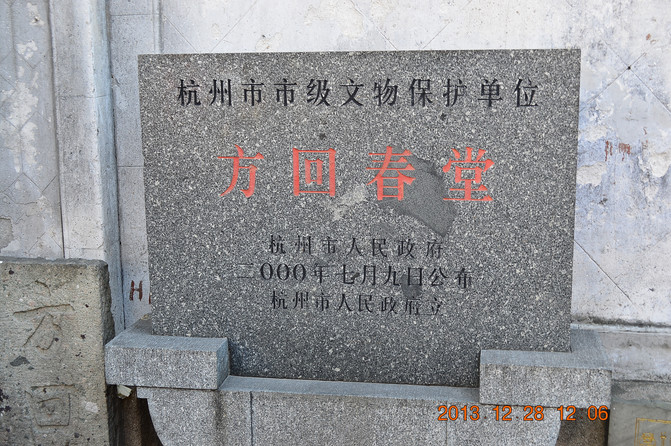 杭州市市级文物保护单位
方回春堂
杭州市人民政府
二000年七月九日公布
杭州市人民政府立
H
方
回
2013 12 28 12 06